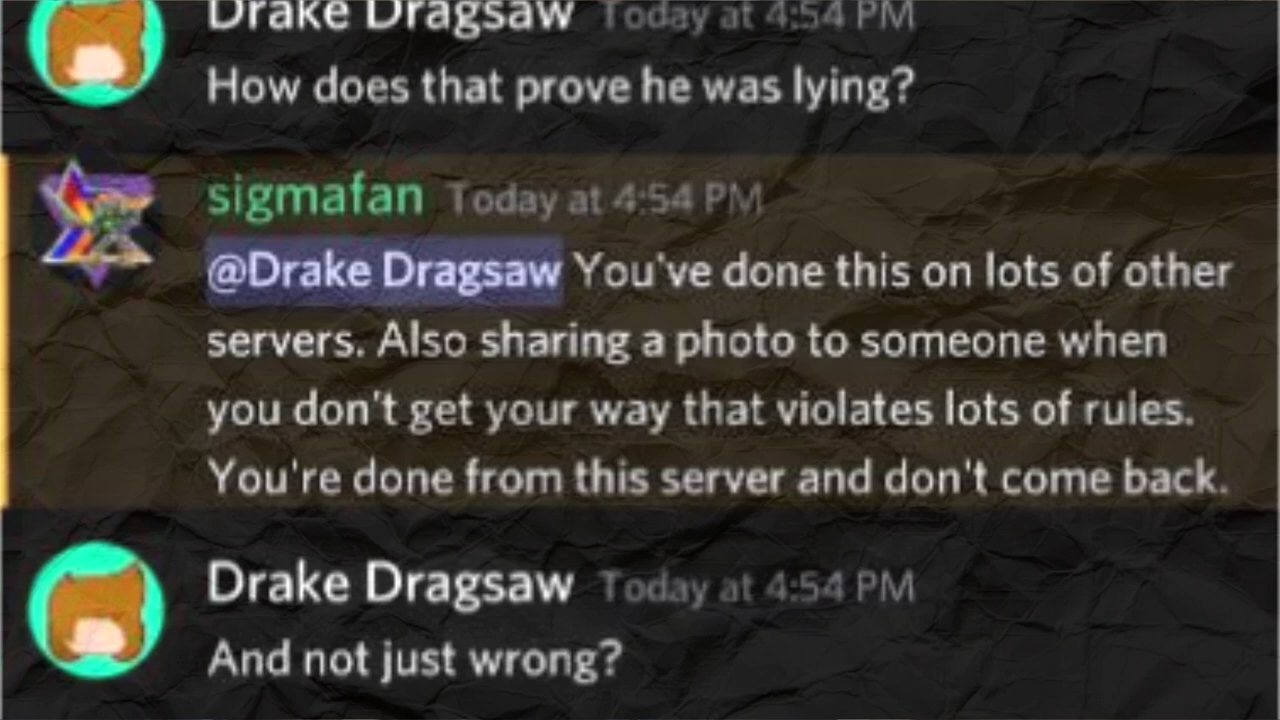 Drake Dragsaw Today at 4:54 PM
How does that prove he was lying?
sigmafan Today at 4:54 PM
@Drake Dragsaw You've done this on lots of other
servers. Also sharing a photo to someone when
you don't get your way that violates lots of rules.
You're done from this server and don't come back.
Drake Dragsaw Today at 4:54 PM
And not just wrong?